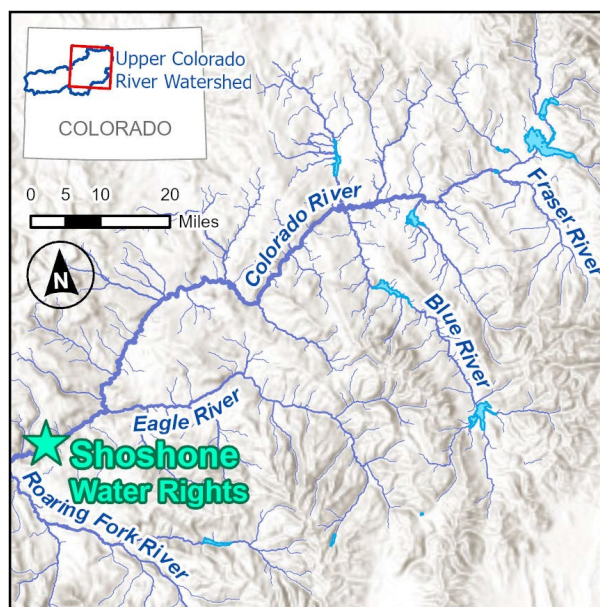 Upper Colorado
River Watershed
COLORADO
0 5 10 20
Miles
N
Colorado River
Fraser River
Blue River
Eagle River
Shoshone
Water Rights
Roaring Fork River